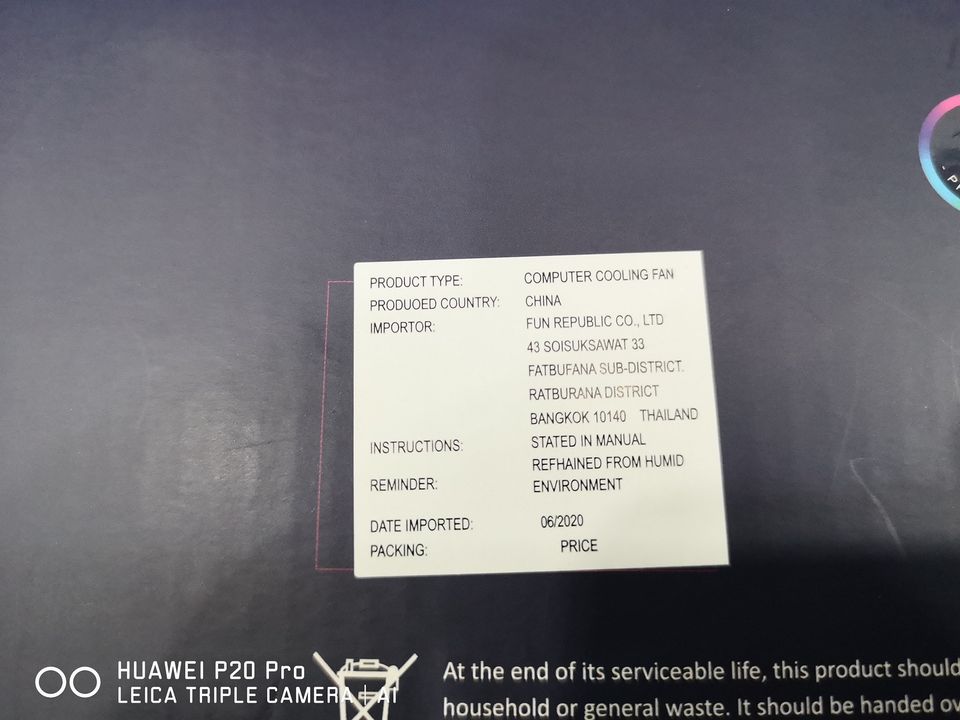 PRODUCT TYPE: COMPUTER COOLING FAN
PRODUOED COUNTRY: CHINA
IMPORTOR: FUN REPUBLIC CO., LTD
43 SOISUKSAWAT 33
FATBUFANA SUB-DISTRICT.
RATBURANA DISTRICT
BANGKOK 10140 THAILAND
INSTRUCTIONS: STATED IN MANUAL
REFHAINED FROM HUMID
REMINDER: ENVIRONMENT
DATE IMPORTED: 06/2020
PACKING: PRICE
At the end of its serviceable life, this product should
household or general waste. It should be handed
HUAWEI P20 Pro
LEICA TRIPLE CAMERA | AI